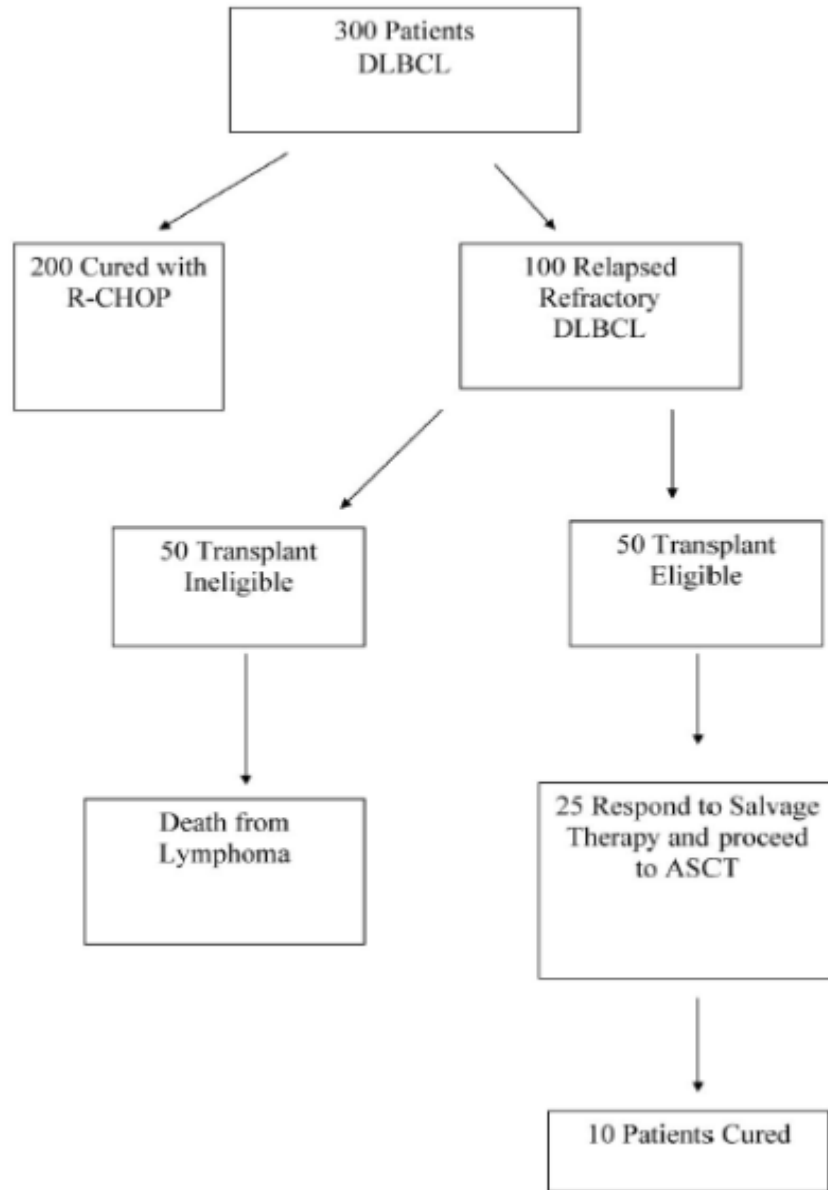 300 Patients
DLBCL
200 Cured with
R-CHOP
100 Relapsed
Refractory
DLBCL
50 Transplant
Ineligible
50 Transplant
Eligible
Death from
Lymphoma
25 Respond to Salvage
Therapy and proceed
to ASCT
10 Patients Cured